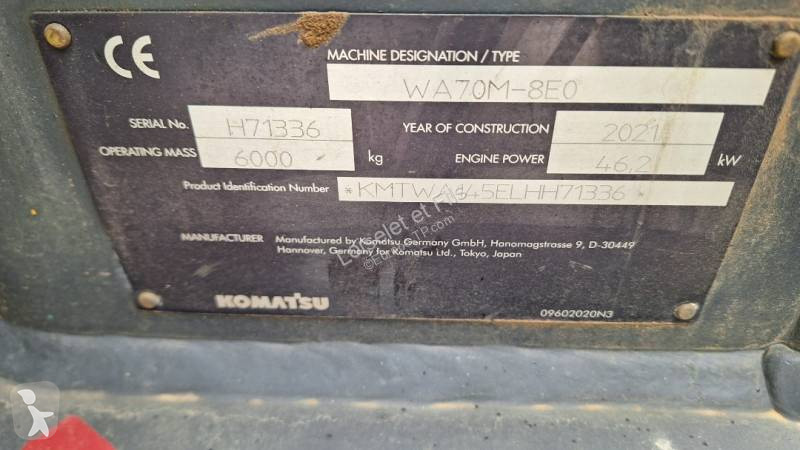 CE
MACHINE DESIGNATION / TYPE
WA70M-8E0
SERIAL No. H71336 YEAR OF CONSTRUCTION 2021
OPERATING MASS 6000 kg ENGINE POWER 46,2 kW
Product Identification Number
MANUFACTURER Manufactured by Komatsu Germany GmbH, Hanomagstrasse 9, D-30449
Hannover, Germany for Komatsu Ltd., Tokyo, Japan
KOMATSU
09602020N3